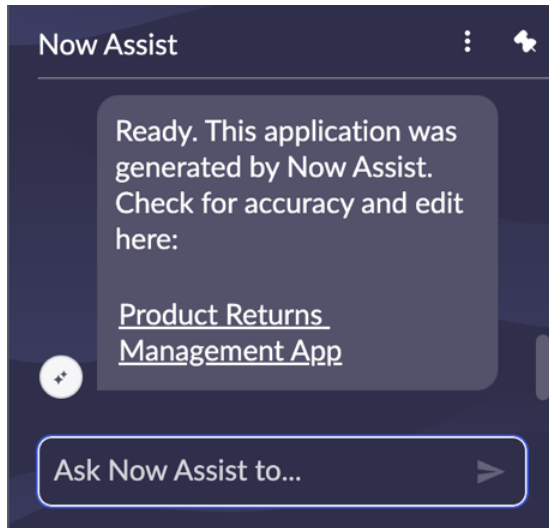 Now Assist
Ready. This application was
generated by Now Assist.
Check for accuracy and edit
here:
Product Returns
Management App
Ask Now Assist to...